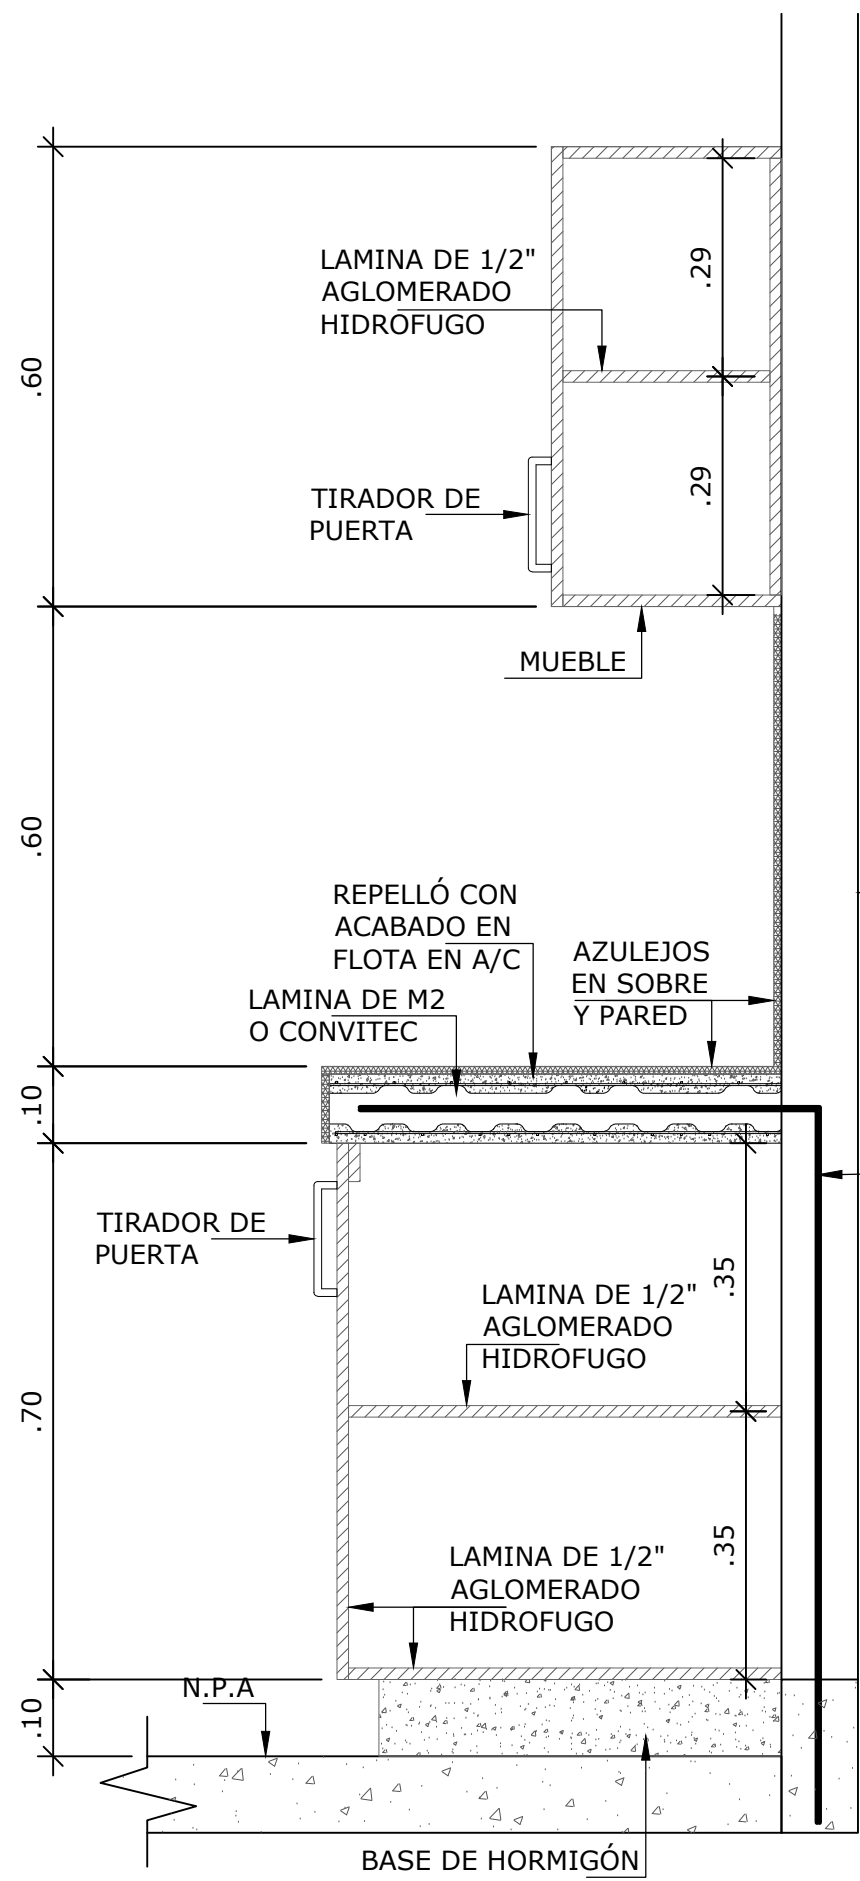 LAMINA DE 1/2"
AGLOMERADO
HIDROFUGO
.29
.60
.29
TIRADOR DE
PUERTA
MUEBLE
.60
REPELLÓ CON
ACABADO EN
FLOTA EN A/C
AZULEJOS
EN SOBRE
Y PARED
LAMINA DE M2
O CONVITEC
.10
TIRADOR DE
PUERTA
.35
LAMINA DE 1/2"
AGLOMERADO
HIDROFUGO
.70
.35
LAMINA DE 1/2"
AGLOMERADO
HIDROFUGO
N.P.A
.10
BASE DE HORMIGÓN